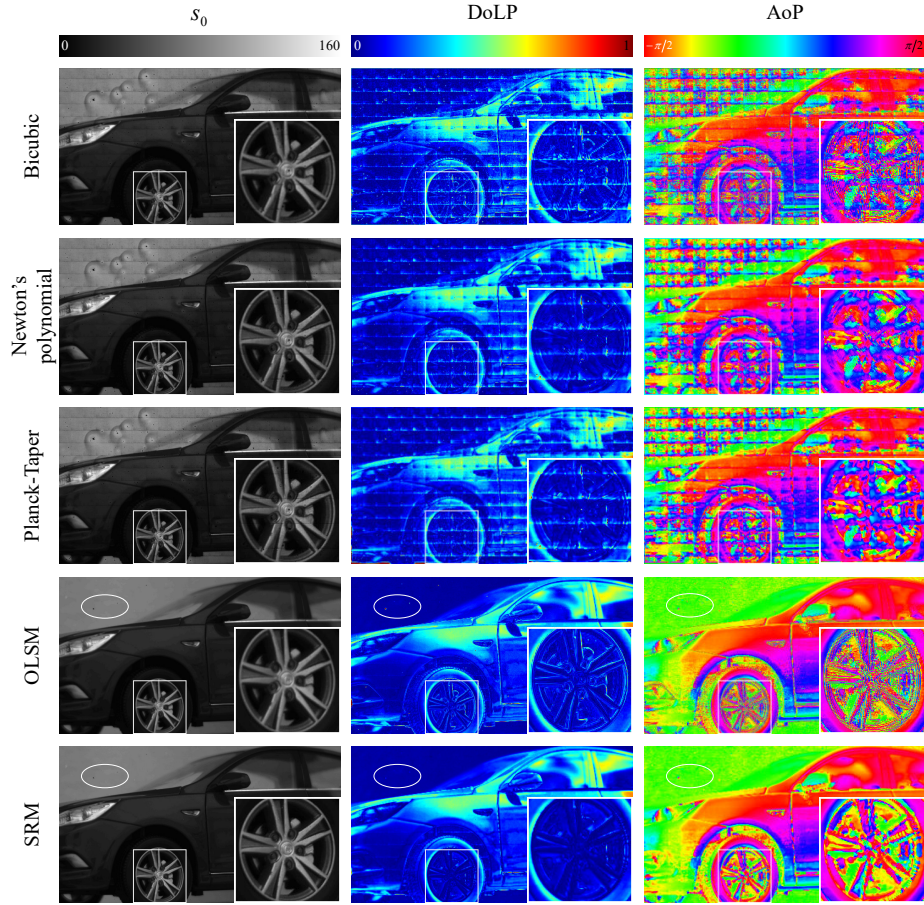 s₀ DoLP AoP
0 160 0 1 −π/2 π/2
Bicubic
Newton's
polynomial
Planck-Taper
OLSM
SRM